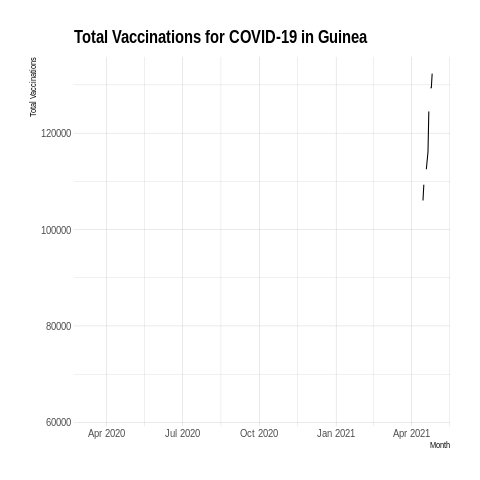 Total Vaccinations for COVID-19 in Guinea
Total Vaccinations
120000
100000
80000
60000
Apr 2020 Jul 2020 Oct 2020 Jan 2021 Apr 2021
Month